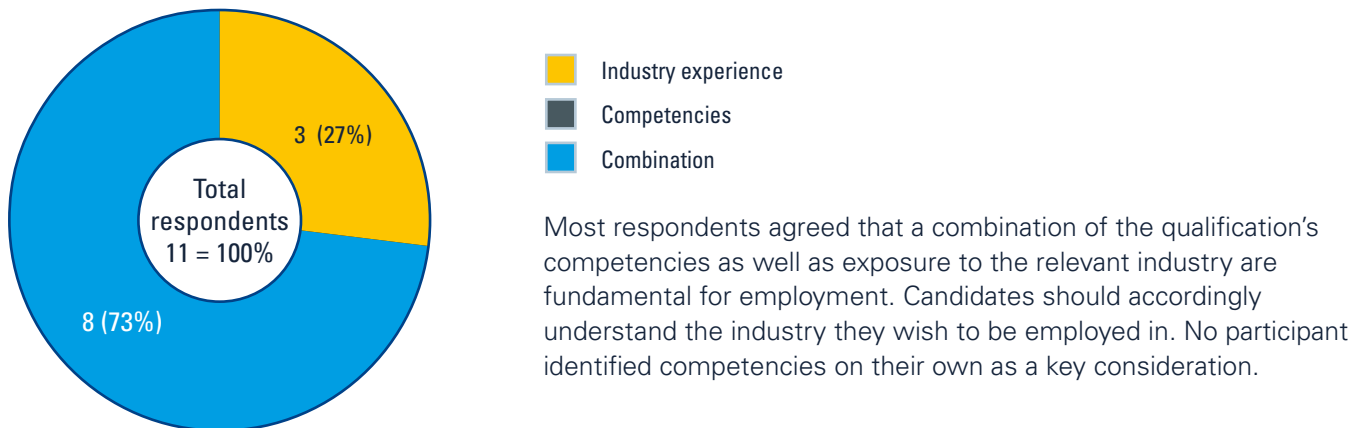 3 (27%)
Total
respondents
11 = 100%
8 (73%)
Industry experience
Competencies
Combination
Most respondents agreed that a combination of the qualification’s
competencies as well as exposure to the relevant industry are
fundamental for employment. Candidates should accordingly
understand the industry they wish to be employed in. No participant
identified competencies on their own as a key consideration.